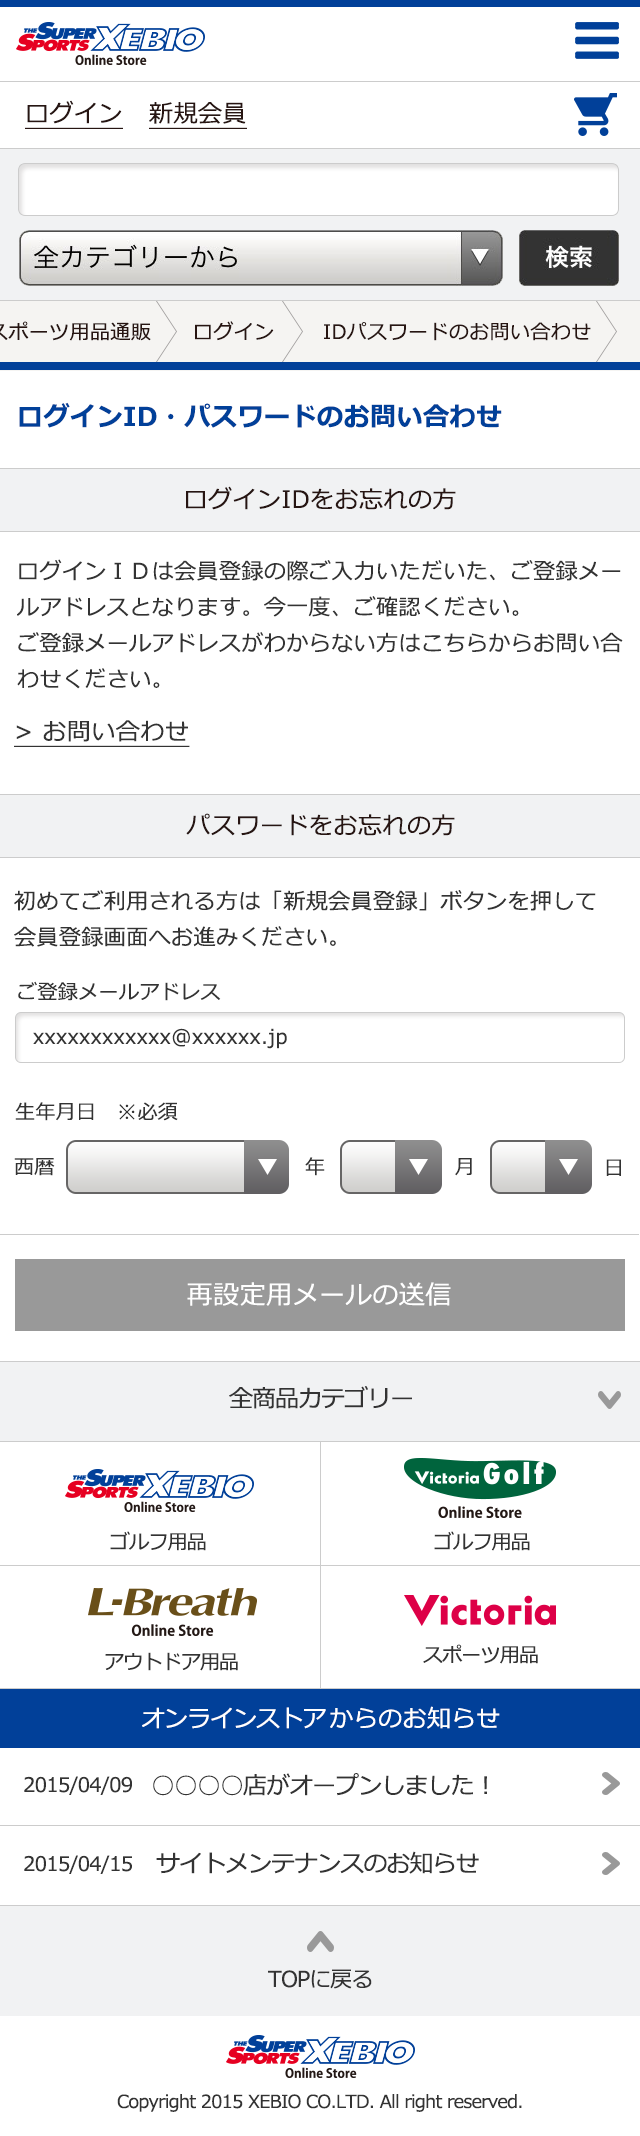 THE SUPER SPORTS XEBIO
Online Store
ログイン 新規会員
全カテゴリーから ▼ 検索
スポーツ用品通販 ログイン IDパスワードのお問い合わせ
ログインID・パスワードのお問い合わせ
ログインIDをお忘れの方
ログインＩＤは会員登録の際ご入力いただいた、ご登録メー
ルアドレスとなります。今一度、ご確認ください。
ご登録メールアドレスがわからない方はこちらからお問い合
わせください。
> お問い合わせ
パスワードをお忘れの方
初めてご利用される方は「新規会員登録」ボタンを押して
会員登録画面へお進みください。
ご登録メールアドレス
xxxxxxxxxxxx@xxxxxx.jp
生年月日 ※必須
西暦 ▼ 年 ▼ 月 ▼ 日
再設定用メールの送信
全商品カテゴリー
THE SUPER SPORTS XEBIO
Online Store
ゴルフ用品
Victoria Golf
Online Store
ゴルフ用品
L-Breath
Online Store
アウトドア用品
Victoria
スポーツ用品
オンラインストアからのお知らせ
2015/04/09 〇〇〇〇店がオープンしました！
2015/04/15 サイトメンテナンスのお知らせ
TOPに戻る
THE SUPER SPORTS XEBIO
Online Store
Copyright 2015 XEBIO CO.LTD. All right reserved.